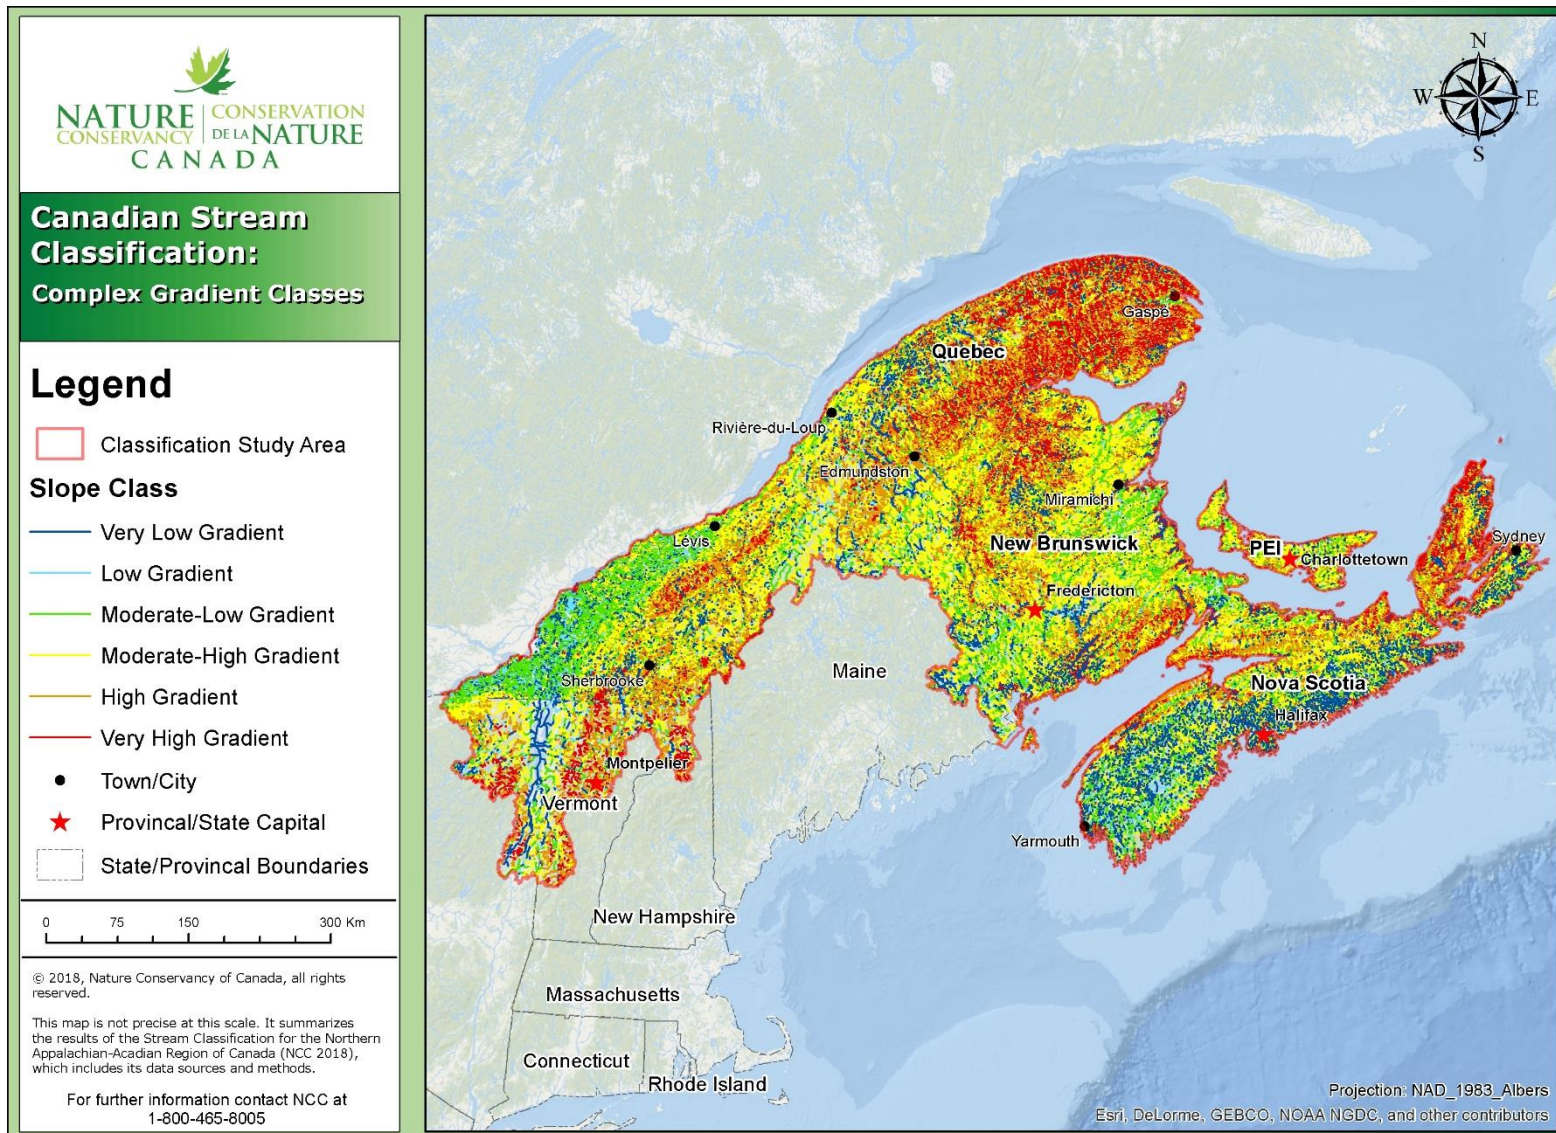 NATURE CONSERVATION
CONSERVANCY DE LA NATURE
CANADA
Canadian Stream
Classification:
Complex Gradient Classes
Legend
Classification Study Area
Slope Class
Very Low Gradient
Low Gradient
Moderate-Low Gradient
Moderate-High Gradient
High Gradient
Very High Gradient
Town/City
Provincal/State Capital
State/Provincal Boundaries
0 75 150 300 Km
© 2018, Nature Conservancy of Canada, all rights
reserved.
This map is not precise at this scale. It summarizes
the results of the Stream Classification for the Northern
Appalachian-Acadian Region of Canada (NCC 2018),
which includes its data sources and methods.
For further information contact NCC at
1-800-465-8005
N
W E
S
Gaspé
Quebec
Rivière-du-Loup
Edmundston
Miramichi
Lévis
New Brunswick
PEI
Charlottetown
Sydney
Fredericton
Maine
Sherbrooke
Nova Scotia
Halifax
Montpelier
Vermont
Yarmouth
New Hampshire
Massachusetts
Connecticut
Rhode Island
Projection: NAD_1983_Albers
Esri, DeLorme, GEBCO, NOAA NGDC, and other contributors